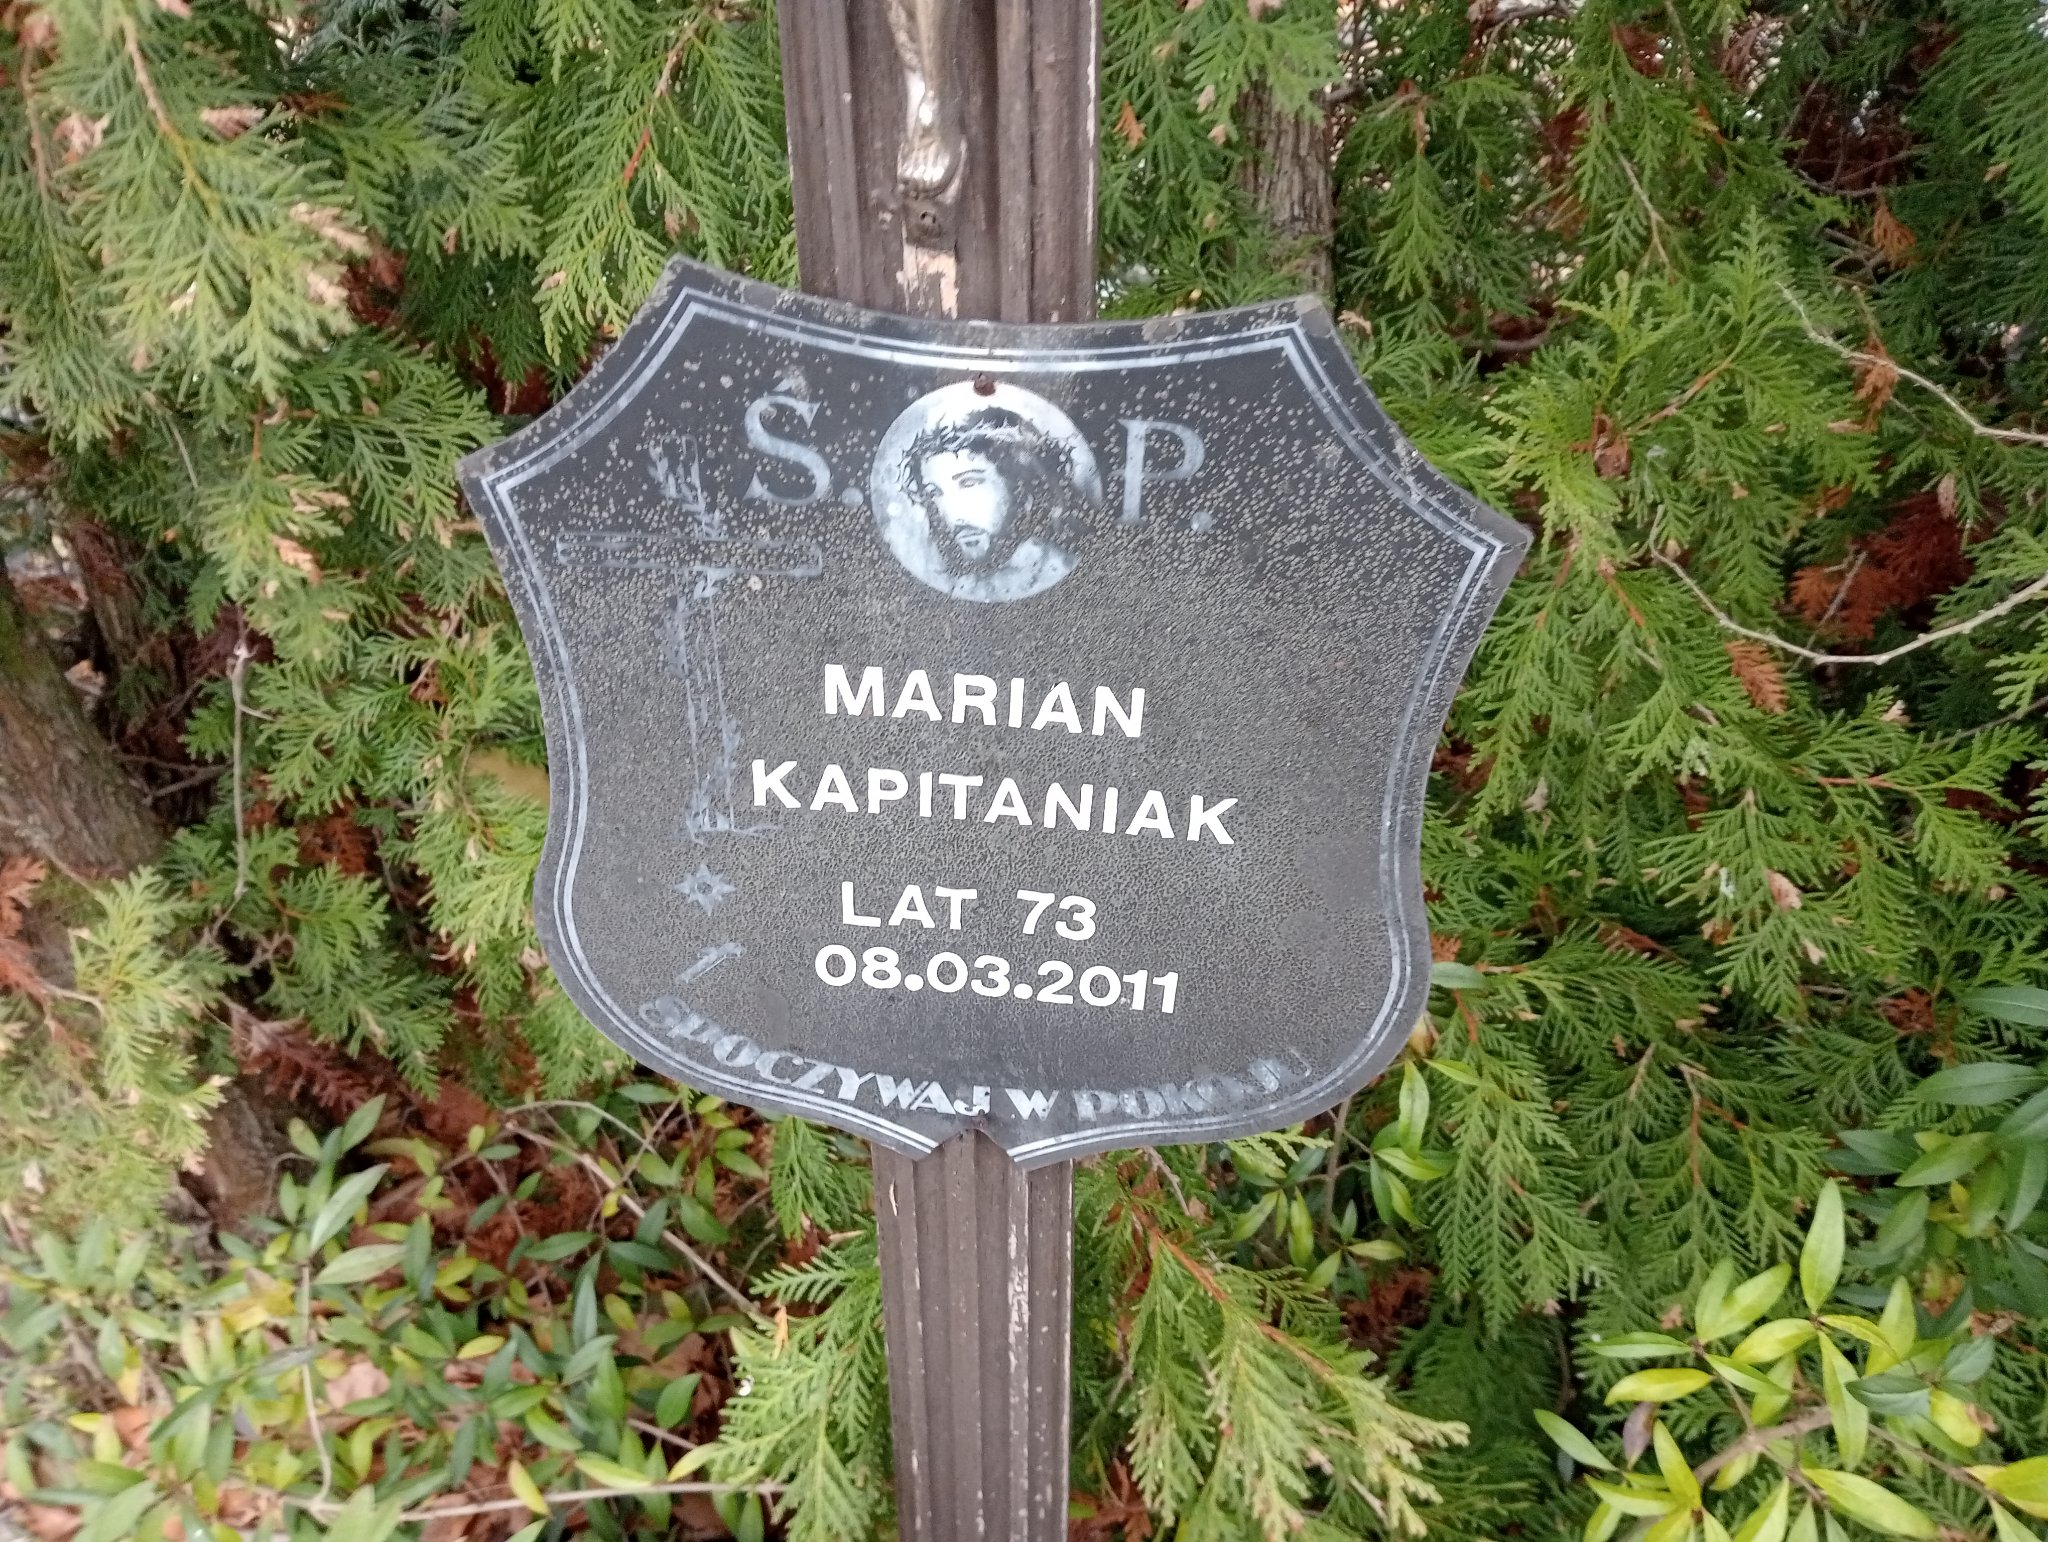 Ś. P.
MARIAN
KAPITANIAK
LAT 73
08.03.2011
SPOCZYWAJ W POKOJU